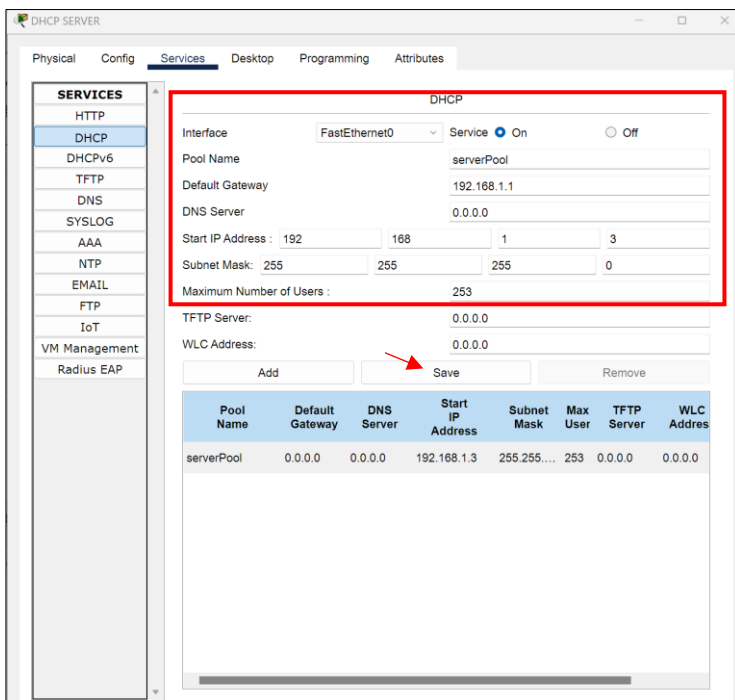 DHCP SERVER
Physical Config Services Desktop Programming Attributes
SERVICES
HTTP
DHCP
DHCPv6
TFTP
DNS
SYSLOG
AAA
NTP
EMAIL
FTP
IoT
VM Management
Radius EAP
DHCP
Interface FastEthernet0 Service On Off
Pool Name serverPool
Default Gateway 192.168.1.1
DNS Server 0.0.0.0
Start IP Address : 192 168 1 3
Subnet Mask: 255 255 255 0
Maximum Number of Users : 253
TFTP Server: 0.0.0.0
WLC Address: 0.0.0.0
Add Save Remove
Pool Name Default Gateway DNS Server Start IP Address Subnet Mask Max User TFTP Server WLC Addres
serverPool 0.0.0.0 0.0.0.0 192.168.1.3 255.255.... 253 0.0.0.0 0.0.0.0